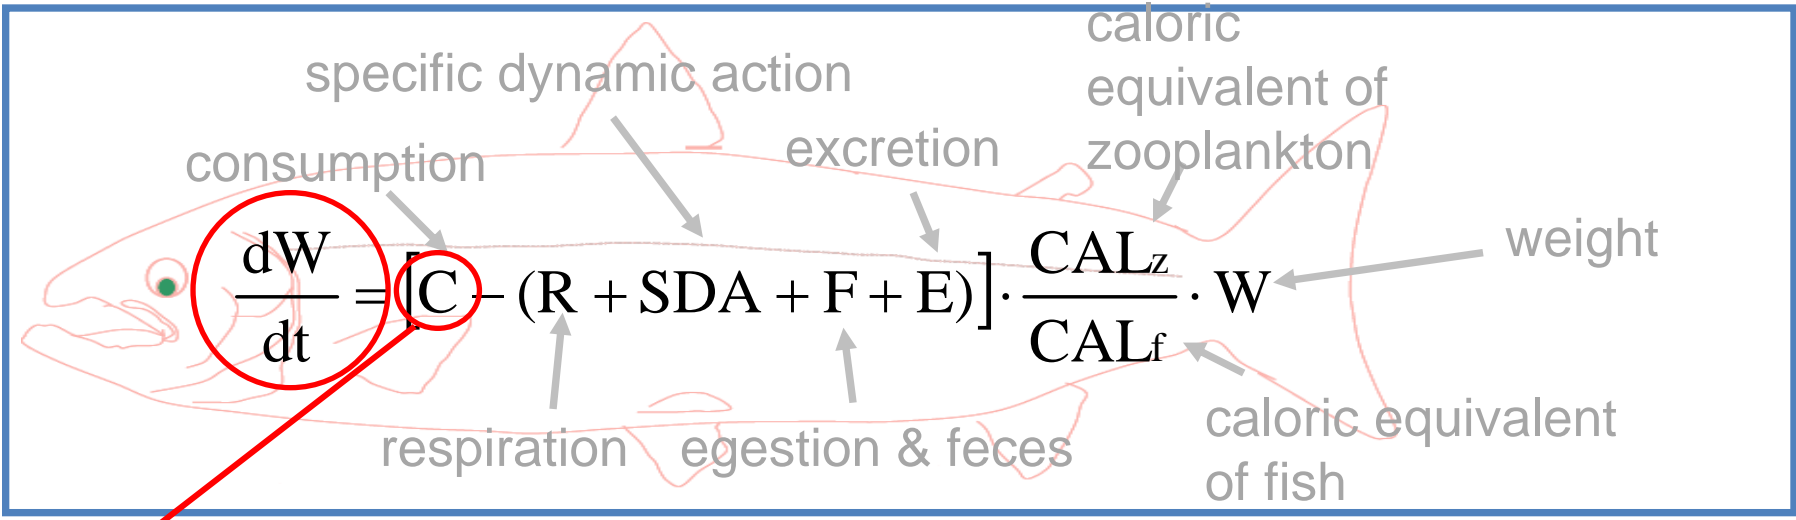 caloric
equivalent of
zooplankton
specific dynamic action
consumption
excretion
weight
dW/dt = [C - (R + SDA + F + E)] · CALz/CALf · W
respiration
egestion & feces
caloric equivalent
of fish